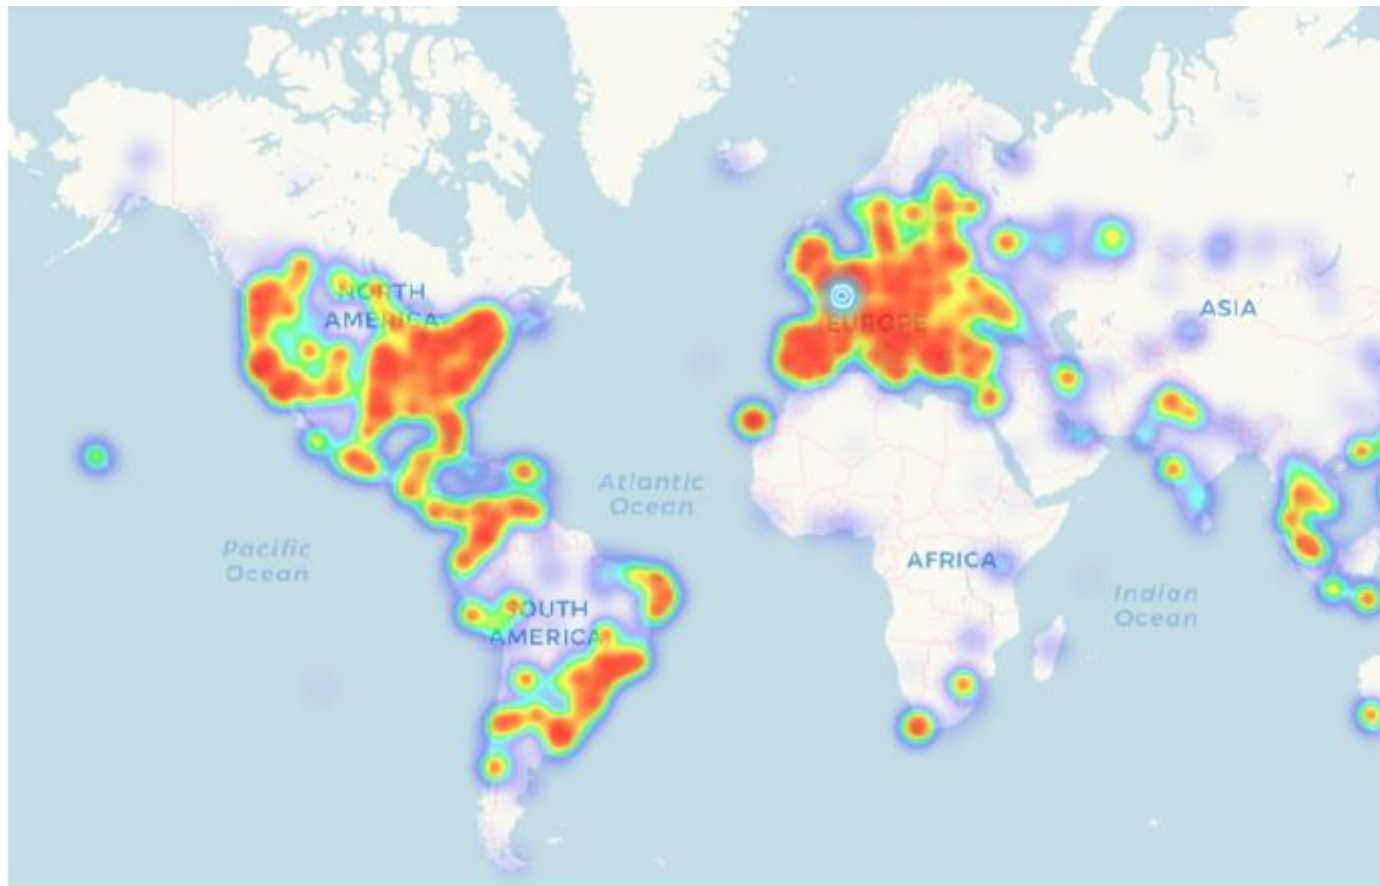 NORTH
AMERICA
EUROPE
ASIA
Atlantic
Ocean
Pacific
Ocean
AFRICA
SOUTH
AMERICA
Indian
Ocean